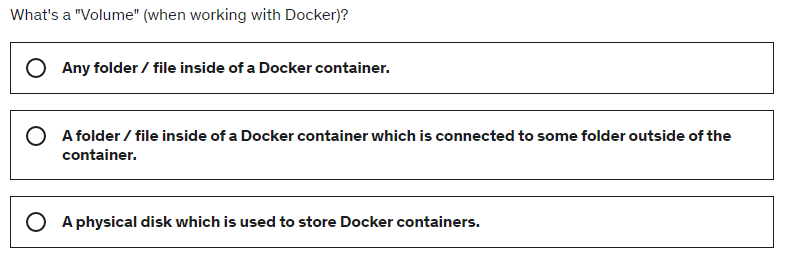 What's a "Volume" (when working with Docker)?
Any folder / file inside of a Docker container.
A folder / file inside of a Docker container which is connected to some folder outside of the
container.
A physical disk which is used to store Docker containers.